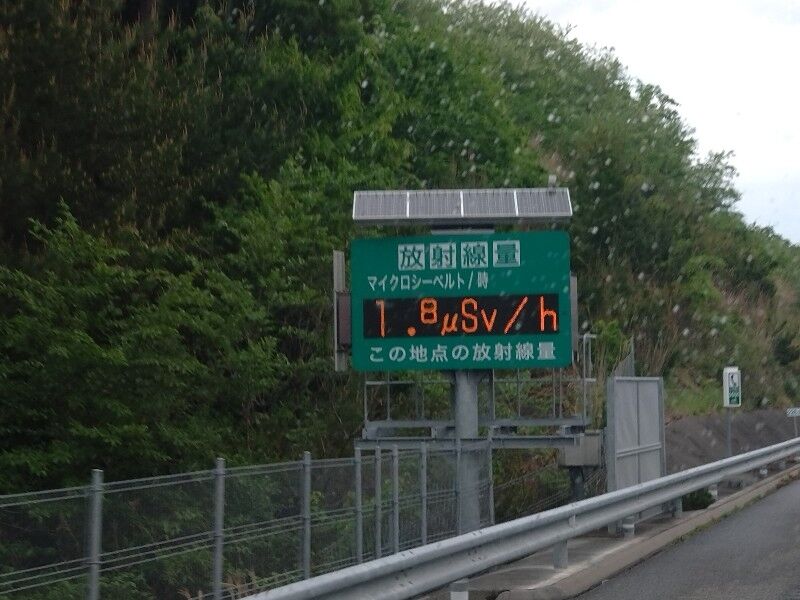 放射線量
マイクロシーベルト/時
1.8μSv/h
この地点の放射線量